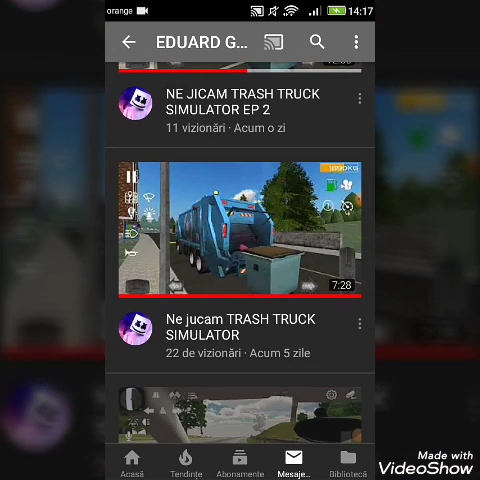 orange
14:17
EDUARD G...
NE JICAM TRASH TRUCK
SIMULATOR EP 2
11 vizionări · Acum o zi
7:28
Ne jucam TRASH TRUCK
SIMULATOR
22 de vizionări · Acum 5 zile
Acasă
Tendințe
Abonamente
Mesaje..
Bibliotecă
Made with
VideoShow